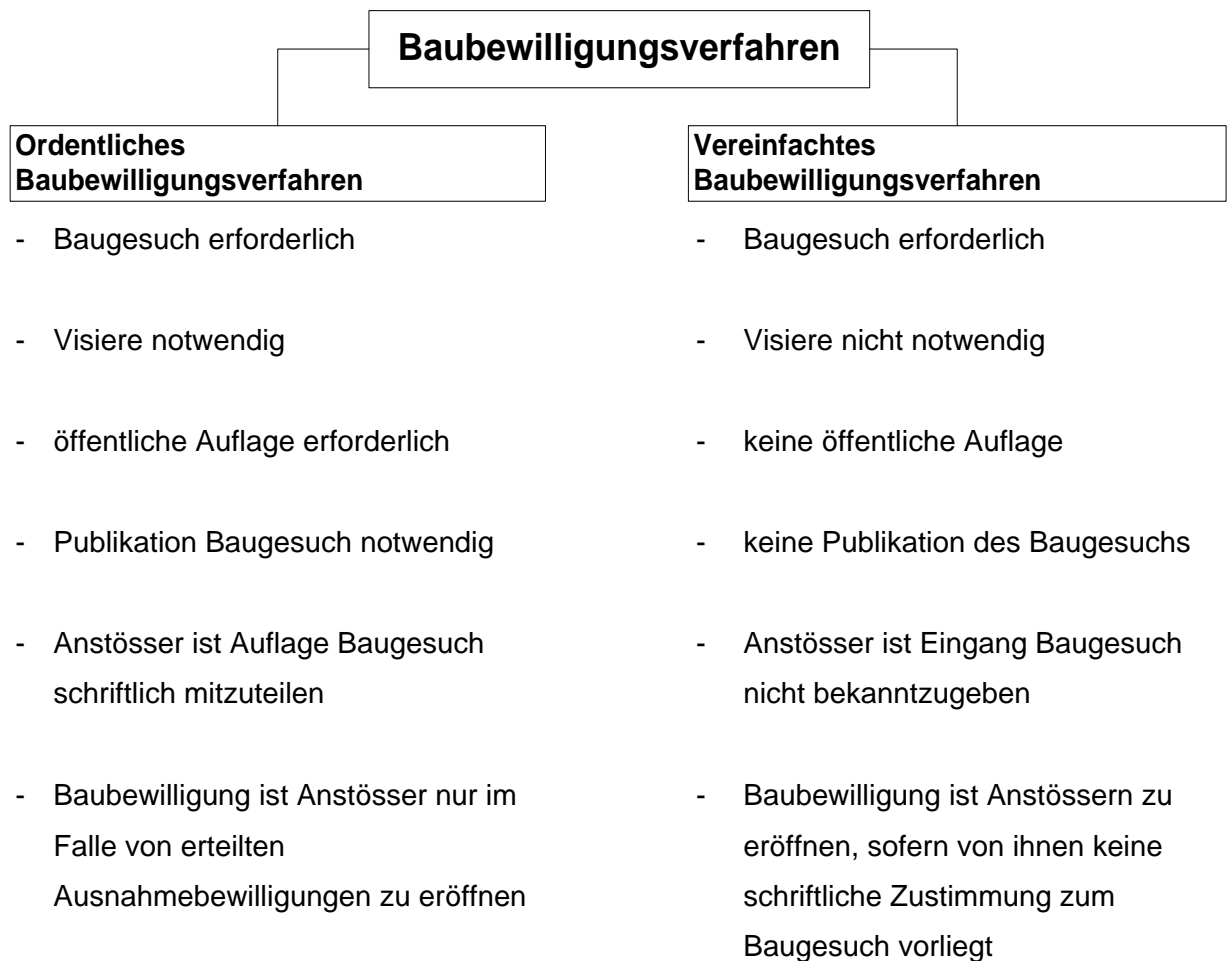 Baubewilligungsverfahren
Ordentliches
Baubewilligungsverfahren
- Baugesuch erforderlich
- Visiere notwendig
- öffentliche Auflage erforderlich
- Publikation Baugesuch notwendig
- Anstösser ist Auflage Baugesuch
schriftlich mitzuteilen
- Baubewilligung ist Anstösser nur im
Falle von erteilten
Ausnahmebewilligungen zu eröffnen
Vereinfachtes
Baubewilligungsverfahren
- Baugesuch erforderlich
- Visiere nicht notwendig
- keine öffentliche Auflage
- keine Publikation des Baugesuchs
- Anstösser ist Eingang Baugesuch
nicht bekanntzugeben
- Baubewilligung ist Anstössern zu
eröffnen, sofern von ihnen keine
schriftliche Zustimmung zum
Baugesuch vorliegt